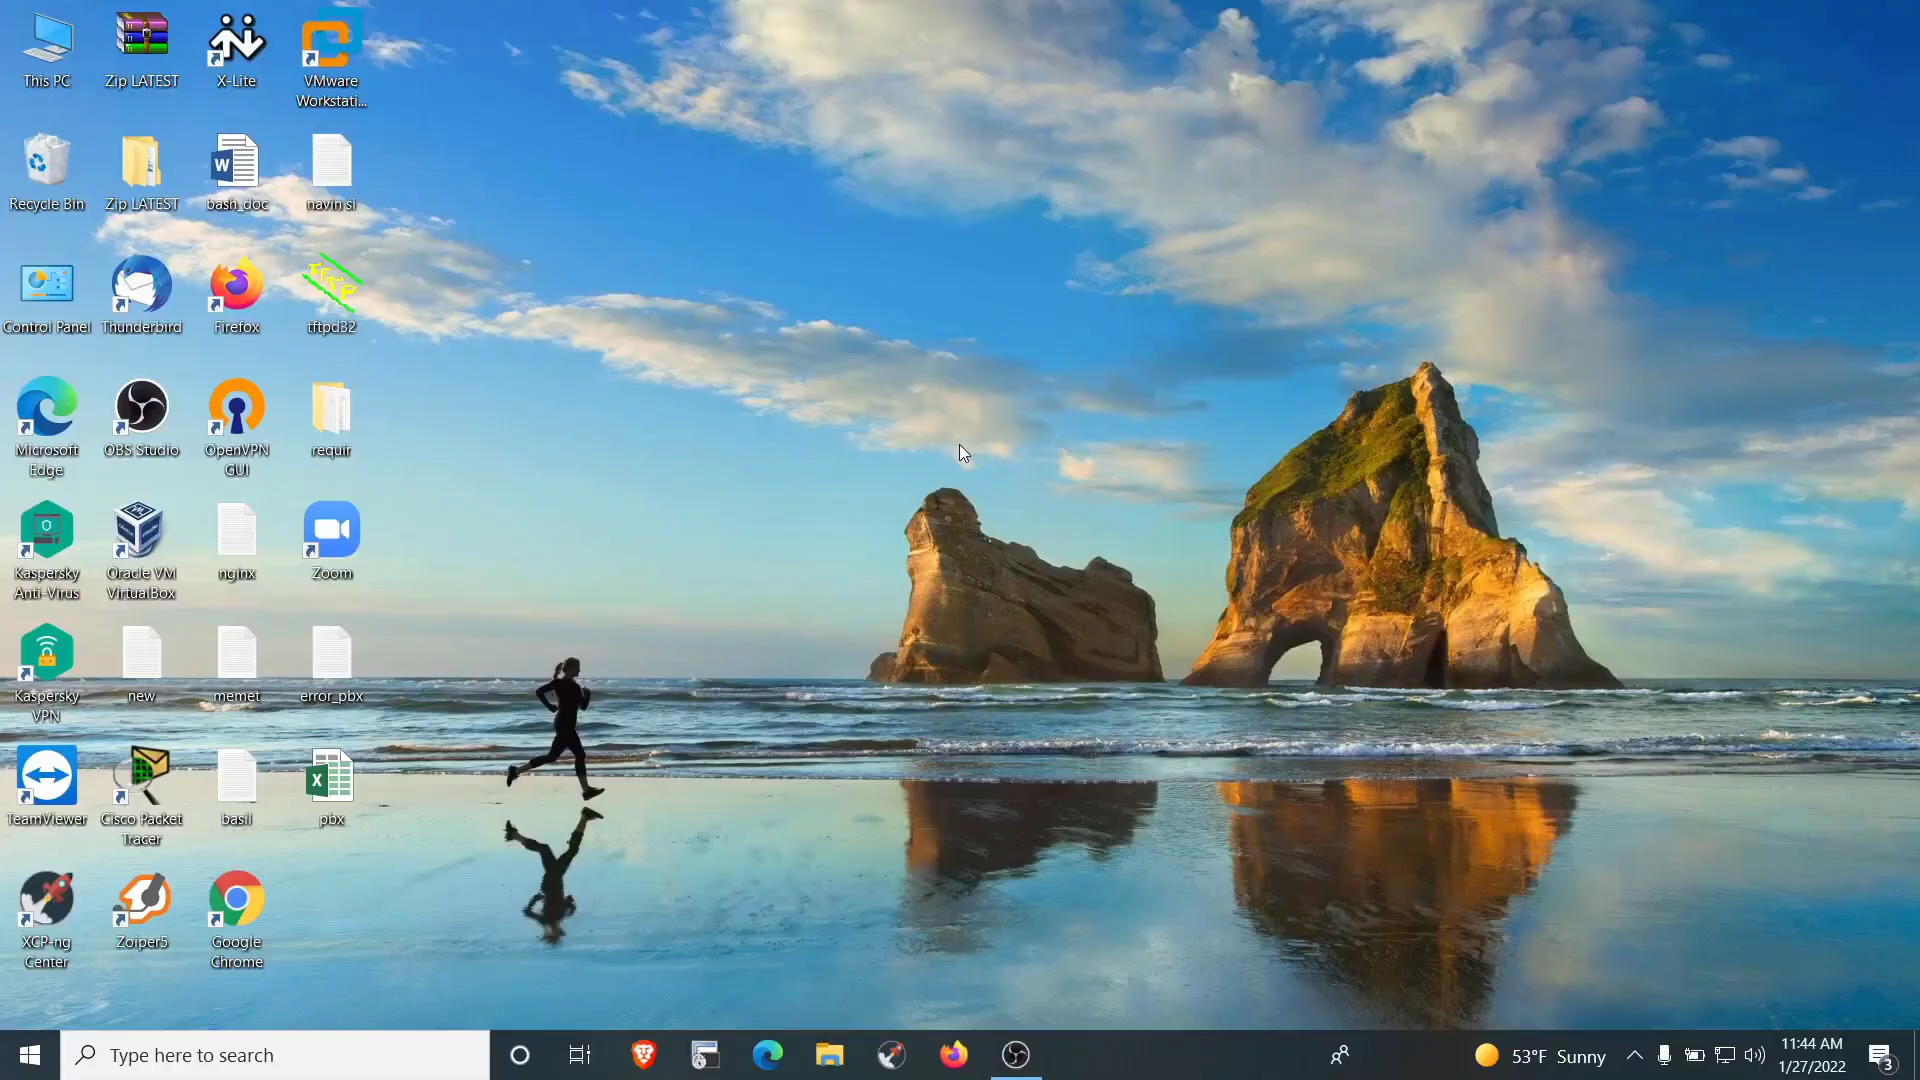 This PC
Zip LATEST
X-Lite
VMware
Workstati...
Recycle Bin
Zip LATEST
bash_doc
navin si
Control Panel
Thunderbird
Firefox
tftpd32
Microsoft
Edge
OBS Studio
OpenVPN
GUI
requir
Kaspersky
Anti-Virus
Oracle VM
VirtualBox
nginx
Zoom
Kaspersky
VPN
new
memet
error_pbx
TeamViewer
Cisco Packet
Tracer
basil
pbx
XCP-ng
Center
Zoiper5
Google
Chrome
Type here to search
53°F Sunny
11:44 AM
1/27/2022
3